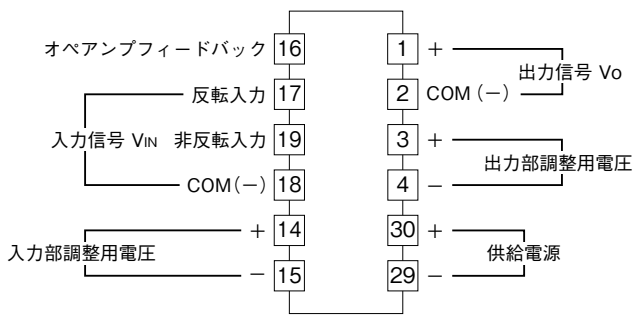 オペアンプフィードバック 16
反転入力 17
入力信号 VIN 非反転入力 19
COM(−) 18
+ 14
入力部調整用電圧
− 15
1 +
出力信号 Vo
2 COM(−)
3 +
出力部調整用電圧
4 −
30 +
供給電源
29 −